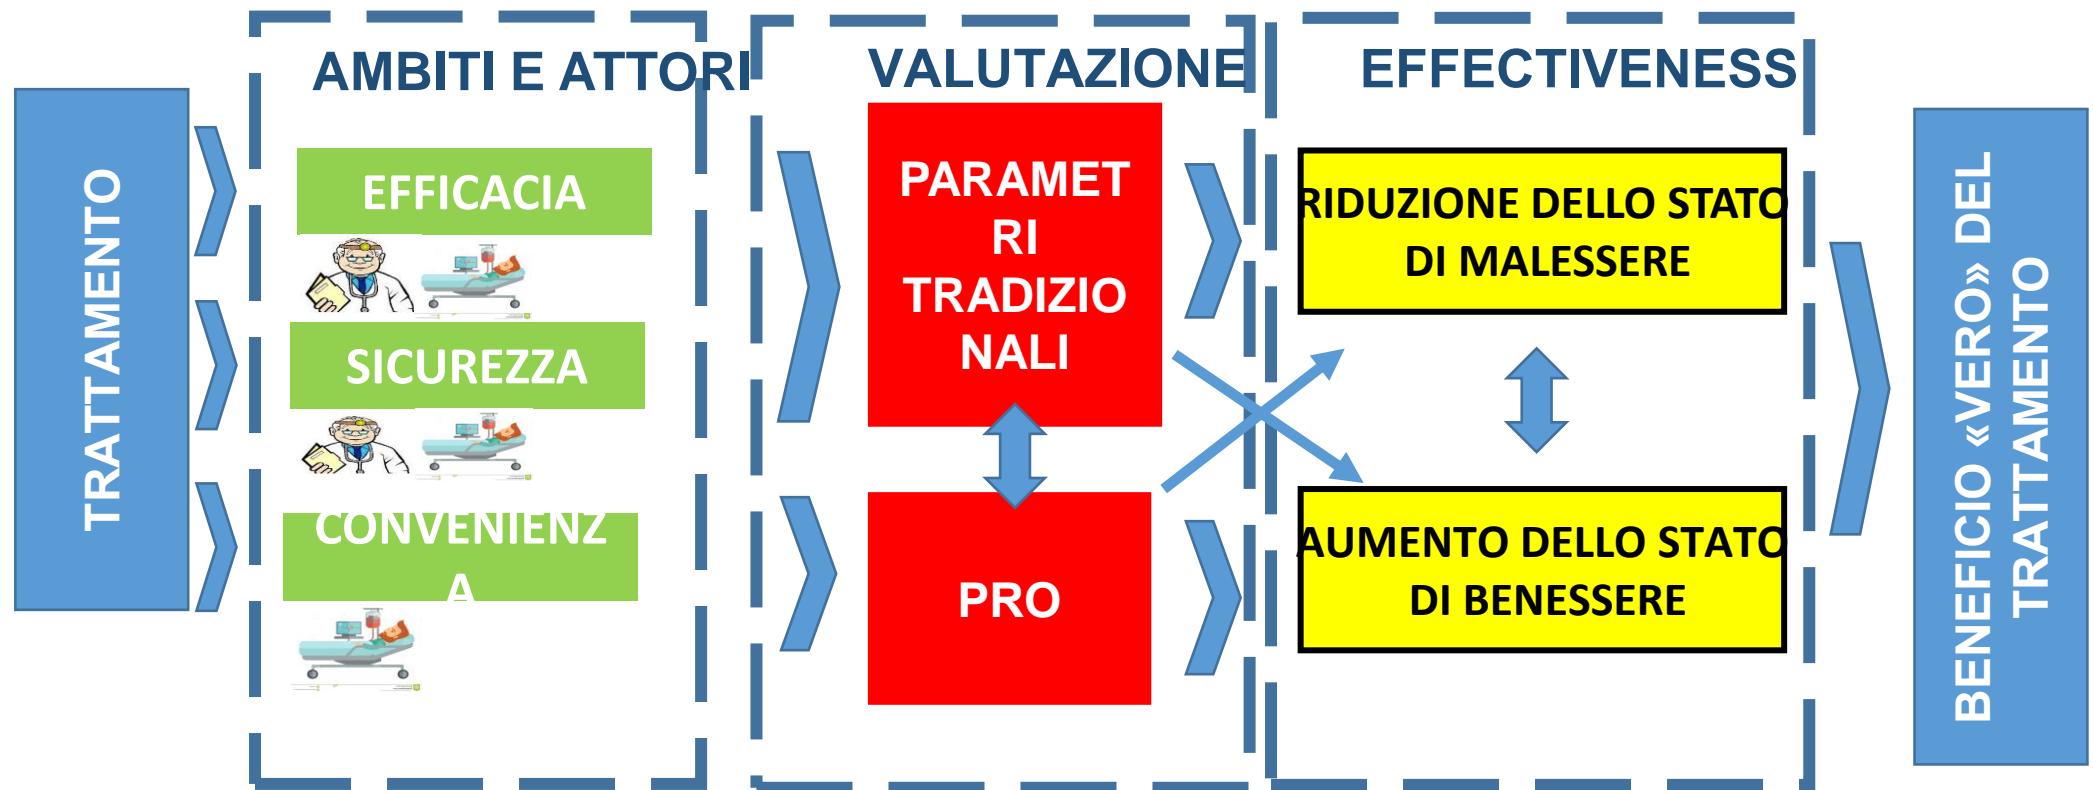 TRATTAMENTO
AMBITI E ATTORI
EFFICACIA
SICUREZZA
CONVENIENZ
A
VALUTAZIONE
PARAMET
RI
TRADIZIO
NALI
PRO
EFFECTIVENESS
RIDUZIONE DELLO STATO
DI MALESSERE
AUMENTO DELLO STATO
DI BENESSERE
BENEFICIO «VERO» DEL
TRATTAMENTO